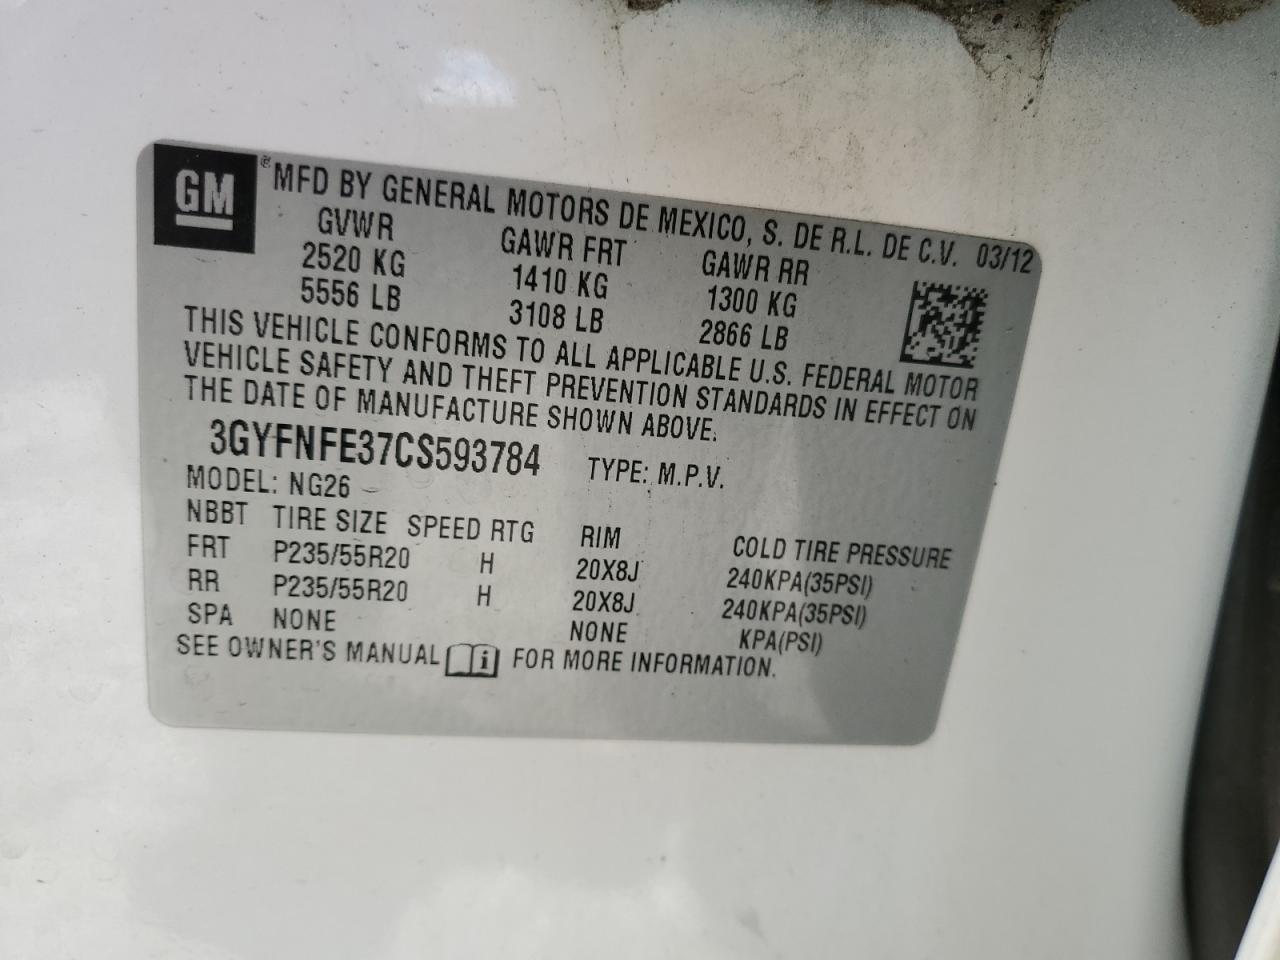 GM ® MFD BY GENERAL MOTORS DE MEXICO, S. DE R.L. DE C.V. 03/12
GVWR GAWR FRT GAWR RR
2520 KG 1410 KG 1300 KG
5556 LB 3108 LB 2866 LB
THIS VEHICLE CONFORMS TO ALL APPLICABLE U.S. FEDERAL MOTOR
VEHICLE SAFETY AND THEFT PREVENTION STANDARDS IN EFFECT ON
THE DATE OF MANUFACTURE SHOWN ABOVE.
3GYFNFE37CS593784 TYPE: M.P.V.
MODEL: NG26
NBBT TIRE SIZE SPEED RTG RIM COLD TIRE PRESSURE
FRT P235/55R20 H 20X8J 240KPA(35PSI)
RR P235/55R20 H 20X8J 240KPA(35PSI)
SPA NONE NONE KPA(PSI)
SEE OWNER'S MANUAL i FOR MORE INFORMATION.